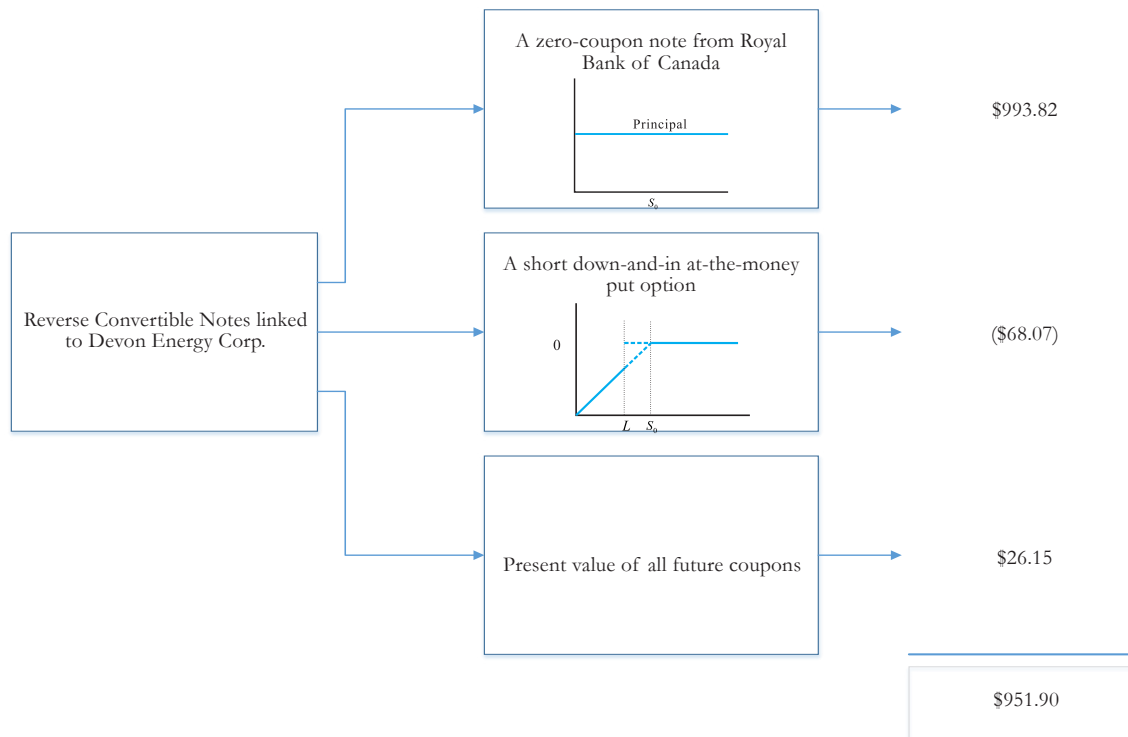 A zero-coupon note from Royal
Bank of Canada
Principal
S₀
$993.82
Reverse Convertible Notes linked
to Devon Energy Corp.
A short down-and-in at-the-money
put option
0
L S₀
($68.07)
Present value of all future coupons
$26.15
$951.90